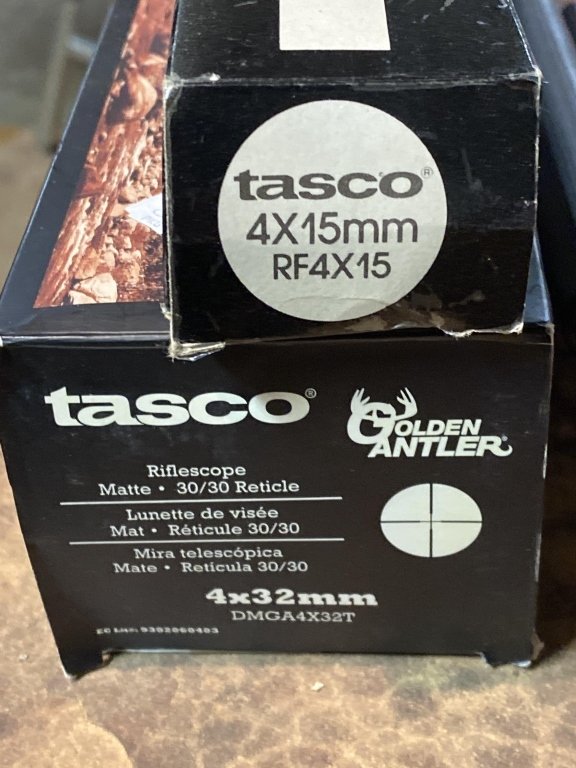 tasco®
4X15mm
RF4X15
tasco®
GOLDEN
ANTLER®
Riflescope
Matte • 30/30 Reticle
Lunette de visée
Mat • Réticule 30/30
Mira telescópica
Mate • Retícula 30/30
4x32mm
DMGA4X32T